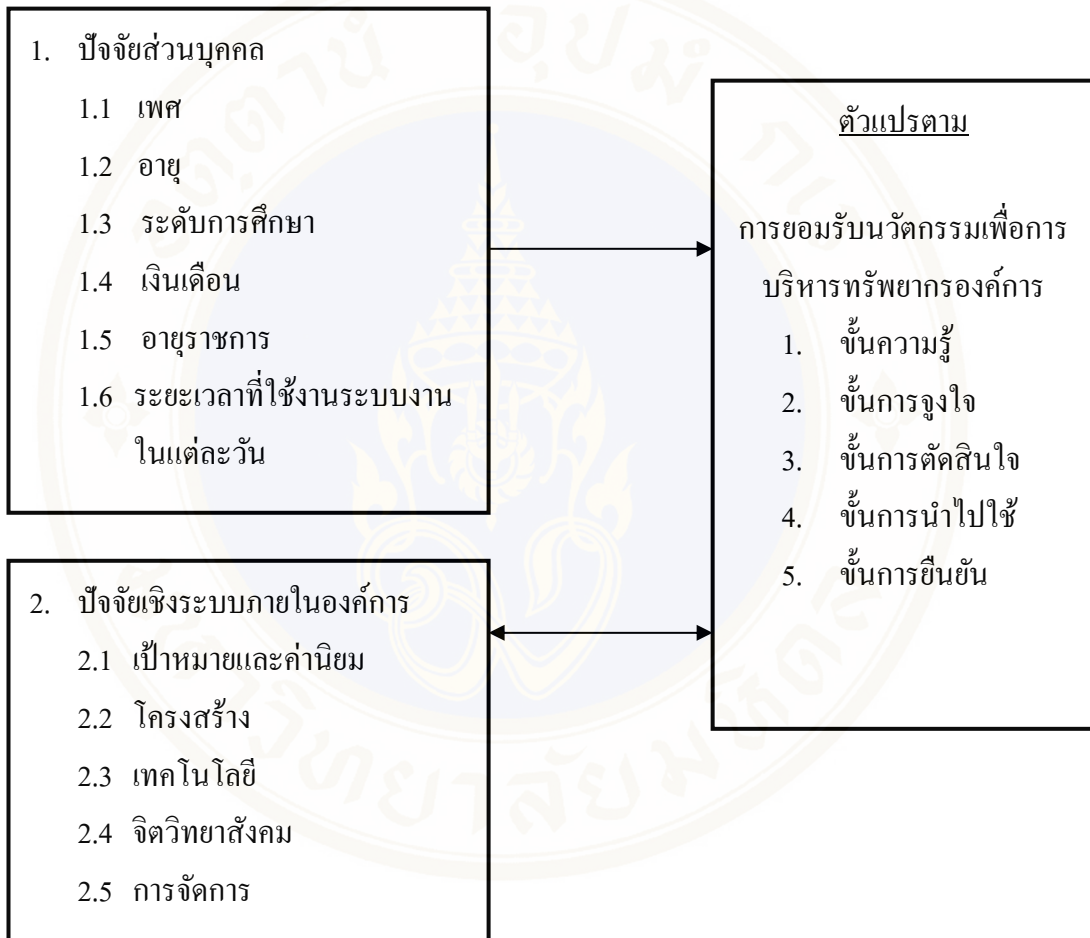 1. ปัจจัยส่วนบุคคล
1.1 เพศ
1.2 อายุ
1.3 ระดับการศึกษา
1.4 เงินเดือน
1.5 อายุราชการ
1.6 ระยะเวลาที่ใช้งานระบบงาน
ในแต่ละวัน
2. ปัจจัยเชิงระบบภายในองค์การ
2.1 เป้าหมายและค่านิยม
2.2 โครงสร้าง
2.3 เทคโนโลยี
2.4 จิตวิทยาสังคม
2.5 การจัดการ
ตัวแปรตาม
การยอมรับนวัตกรรมเพื่อการ
บริหารทรัพยากรองค์การ
1. ขั้นความรู้
2. ขั้นการจูงใจ
3. ขั้นการตัดสินใจ
4. ขั้นการนำไปใช้
5. ขั้นการยืนยัน